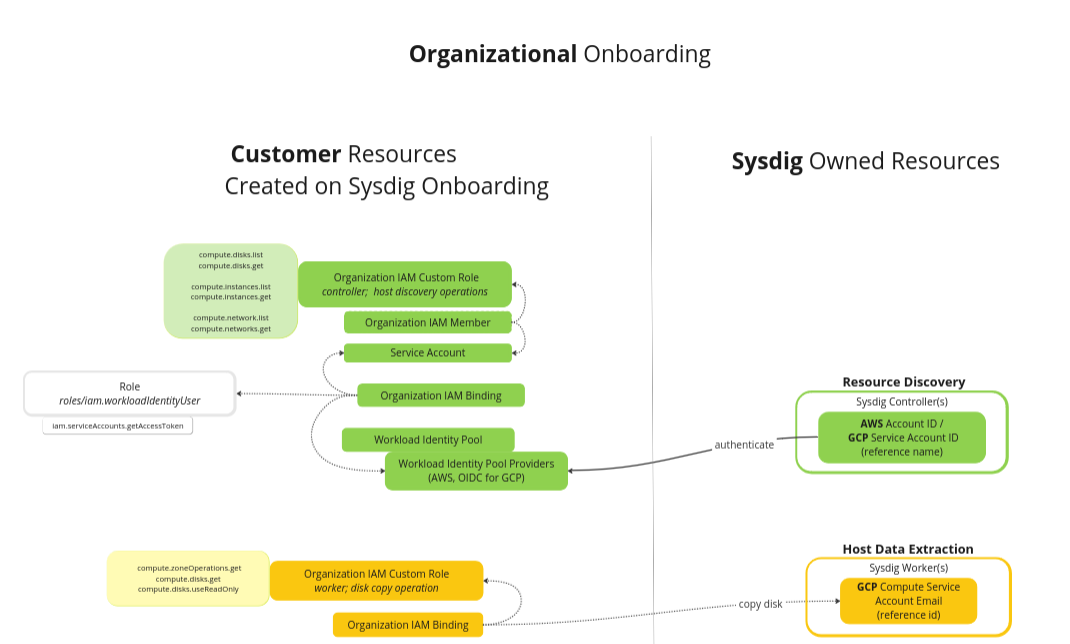 Organizational Onboarding
Customer Resources
Created on Sysdig Onboarding
Sysdig Owned Resources
compute.disks.list
compute.disks.get
compute.instances.list
compute.instances.get
compute.network.list
compute.networks.get
Organization IAM Custom Role
controller; host discovery operations
Organization IAM Member
Service Account
Role
roles/iam.workloadIdentityUser
iam.serviceAccounts.getAccessToken
Organization IAM Binding
Workload Identity Pool
Workload Identity Pool Providers
(AWS, OIDC for GCP)
authenticate
Resource Discovery
Sysdig Controller(s)
AWS Account ID /
GCP Service Account ID
(reference name)
compute.zoneOperations.get
compute.disks.get
compute.disks.useReadOnly
Organization IAM Custom Role
worker; disk copy operation
Organization IAM Binding
copy disk
Host Data Extraction
Sysdig Worker(s)
GCP Compute Service
Account Email
(reference id)